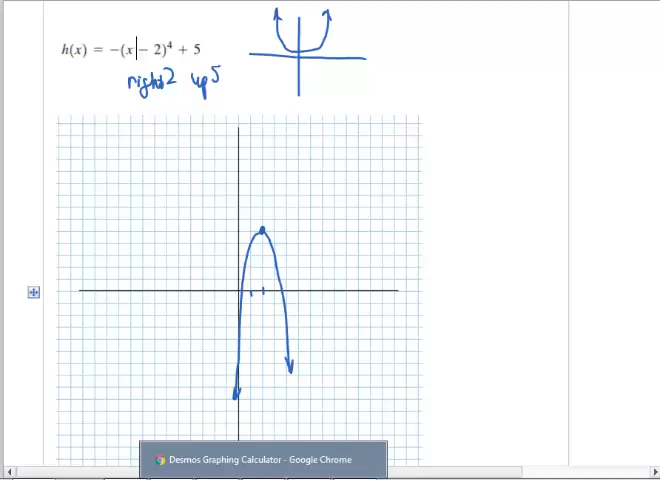 h(x) = −(x − 2)⁴ + 5
right 2 up 5
Desmos Graphing Calculator - Google Chrome